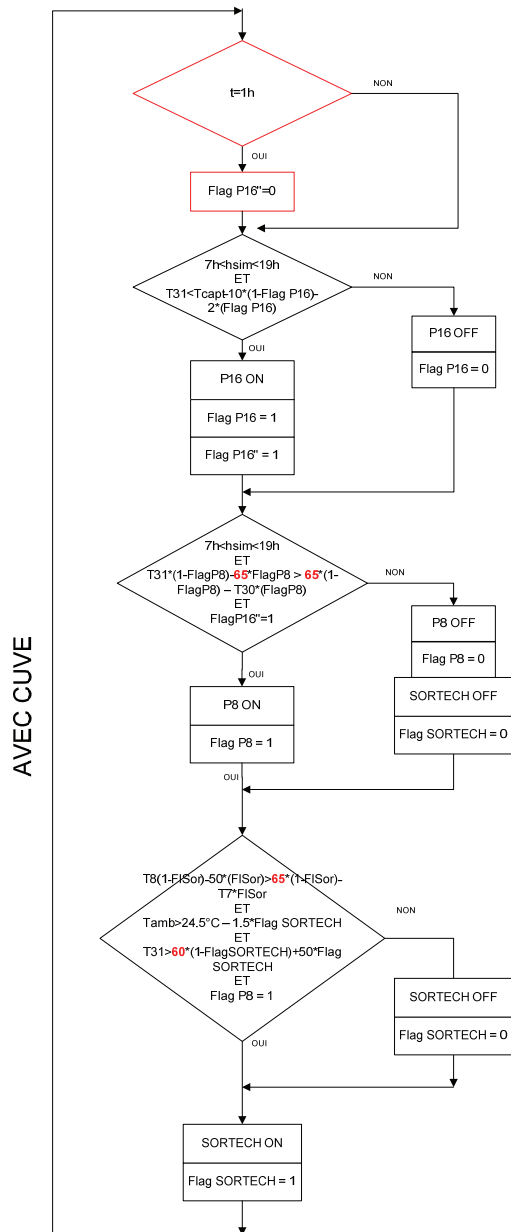 t=1h
NON
OUI
Flag P16"=0
7h<hsim<19h
ET
T31<Tcapt-10*(1-Flag P16)-
2*(Flag P16)
NON
OUI
P16 OFF
Flag P16 = 0
P16 ON
Flag P16 = 1
Flag P16" = 1
7h<hsim<19h
ET
T31*(1-FlagP8)-65*FlagP8 > 65*(1-
FlagP8) – T30*(FlagP8)
ET
FlagP16"=1
NON
OUI
P8 OFF
Flag P8 = 0
SORTECH OFF
Flag SORTECH = 0
P8 ON
Flag P8 = 1
OUI
AVEC CUVE
T8(1-FlSor)-50*(FlSor)>65*(1-FlSor)-
T7*FlSor
ET
Tamb>24.5°C – 1.5*Flag SORTECH
ET
T31>60*(1-FlagSORTECH)+50*Flag
SORTECH
ET
Flag P8 = 1
NON
OUI
SORTECH OFF
Flag SORTECH = 0
SORTECH ON
Flag SORTECH = 1